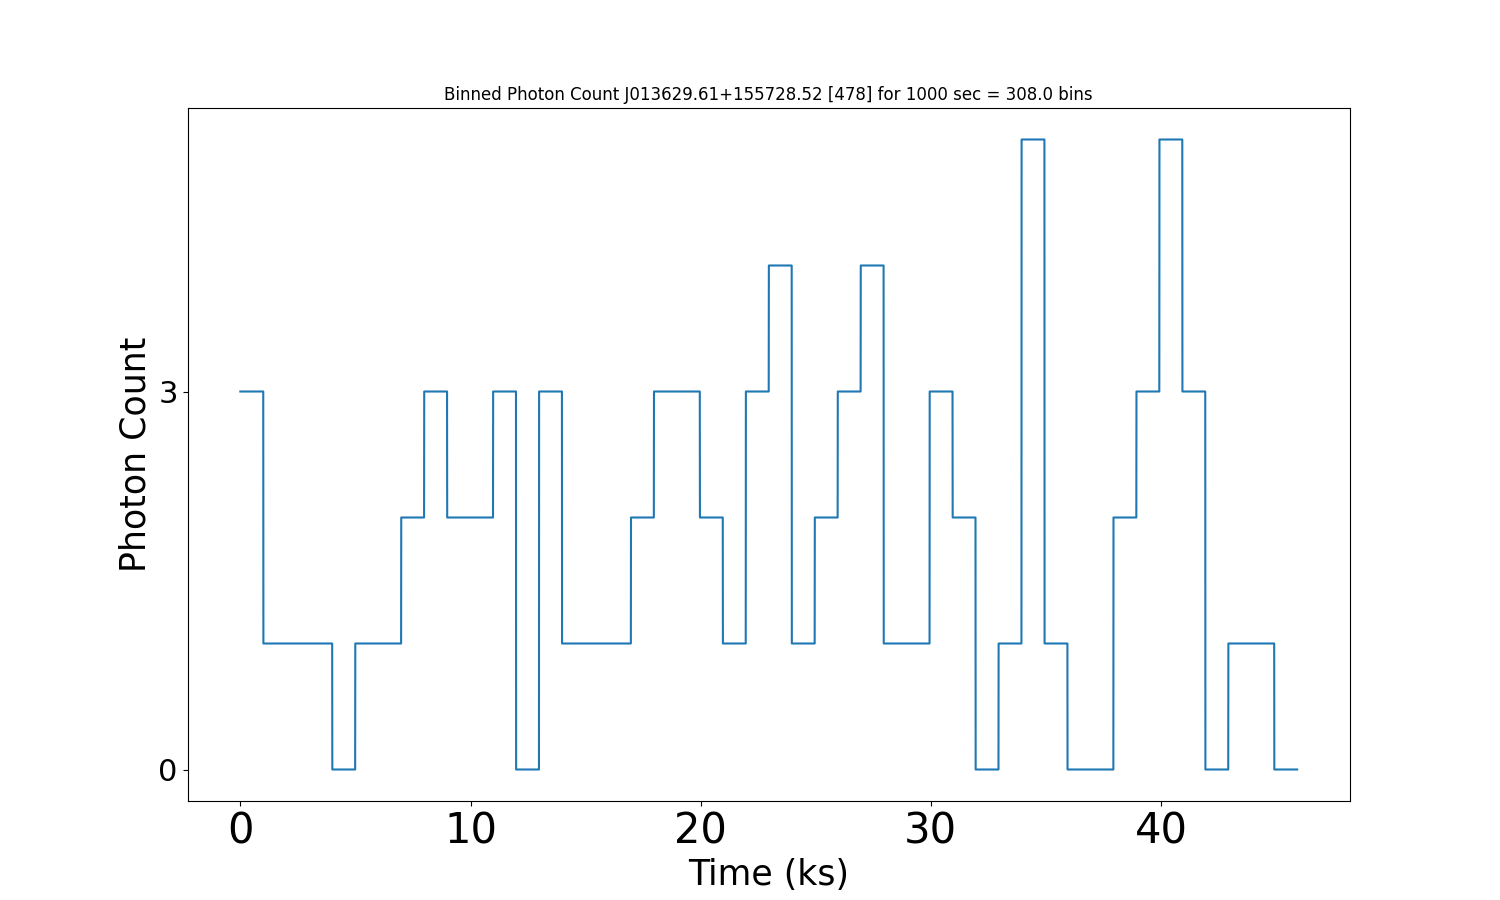 Binned Photon Count J013629.61+155728.52 [478] for 1000 sec = 308.0 bins
Photon Count
3
0
0 10 20 30 40
Time (ks)